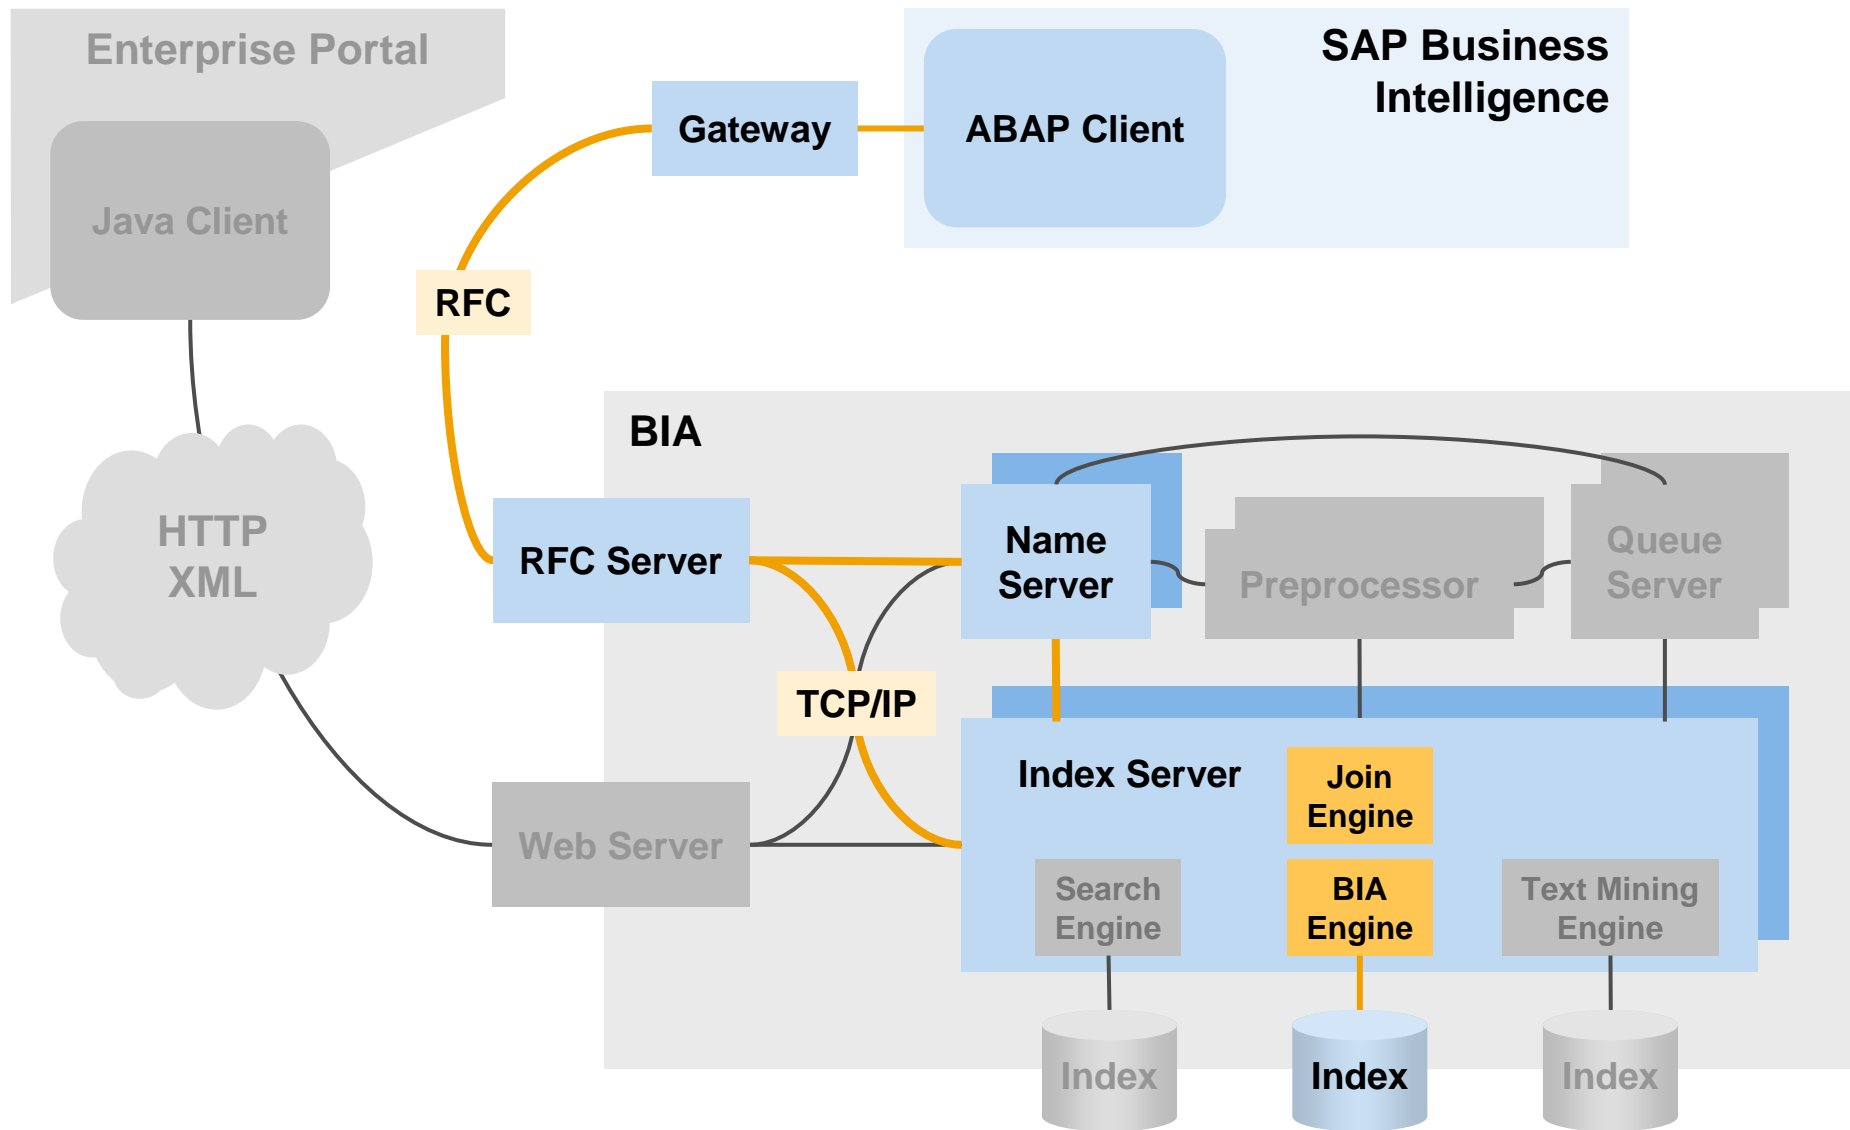 Enterprise Portal
SAP Business
Intelligence
Gateway
ABAP Client
Java Client
RFC
BIA
HTTP
XML
RFC Server
Name
Server
Preprocessor
Queue
Server
TCP/IP
Index Server
Join
Engine
Web Server
Search
Engine
BIA
Engine
Text Mining
Engine
Index
Index
Index